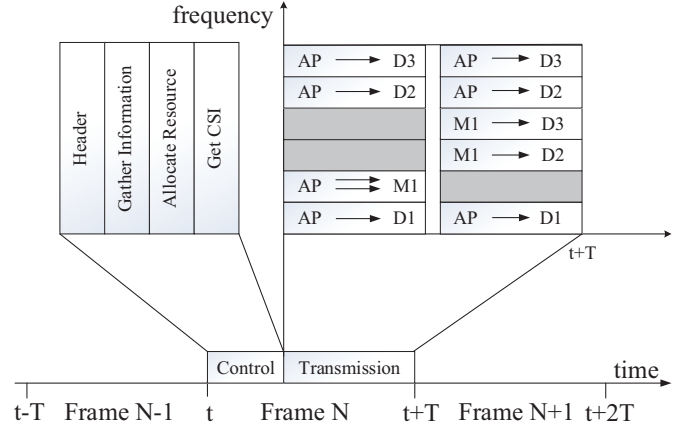 frequency
Header
Gather Information
Allocate Resource
Get CSI
AP D3
AP D2
AP M1
AP D1
AP D3
AP D2
M1 D3
M1 D2
AP D1
t+T
Control
Transmission
time
t-T Frame N-1 t Frame N t+T Frame N+1 t+2T